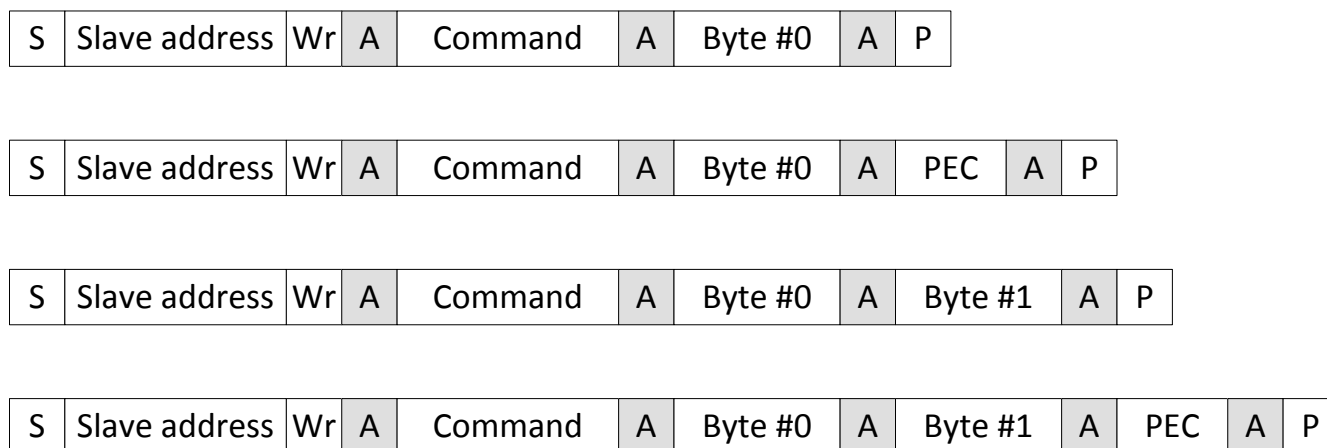 S Slave address Wr A Command A Byte #0 A P
S Slave address Wr A Command A Byte #0 A PEC A P
S Slave address Wr A Command A Byte #0 A Byte #1 A P
S Slave address Wr A Command A Byte #0 A Byte #1 A PEC A P